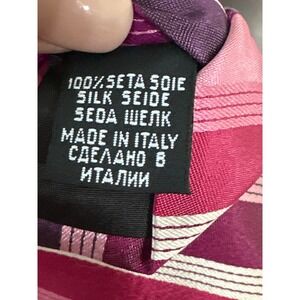 100% SETA SOIE
SILK SEIDE
SEDA ШЕЛК
MADE IN ITALY
СДЕЛАНО В
ИТАЛИИ